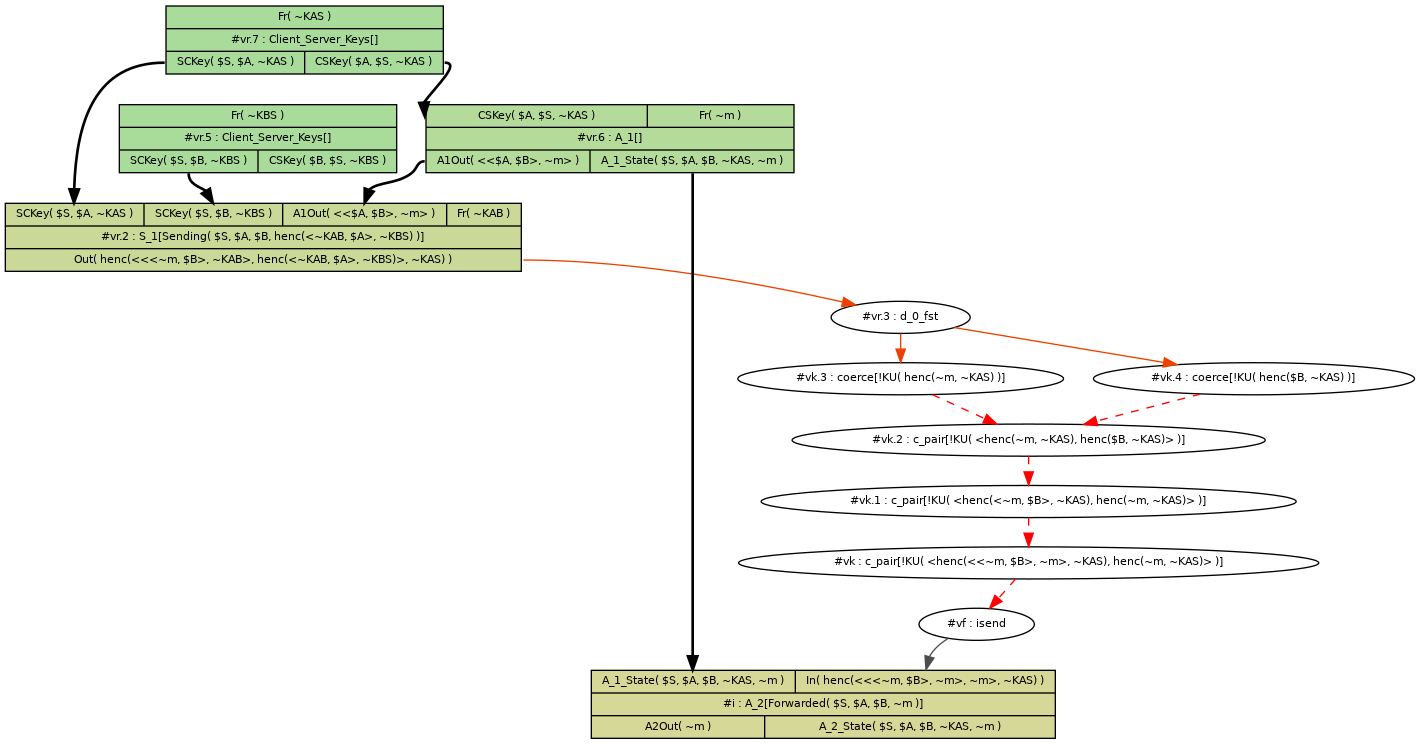 Fr( ~KAS )
#vr.7 : Client_Server_Keys[]
SCKey( $S, $A, ~KAS ) CSKey( $A, $S, ~KAS )
Fr( ~KBS )
#vr.5 : Client_Server_Keys[]
SCKey( $S, $B, ~KBS ) CSKey( $B, $S, ~KBS )
CSKey( $A, $S, ~KAS ) Fr( ~m )
#vr.6 : A_1[]
A1Out( <<$A, $B>, ~m> ) A_1_State( $S, $A, $B, ~KAS, ~m )
SCKey( $S, $A, ~KAS ) SCKey( $S, $B, ~KBS ) A1Out( <<$A, $B>, ~m> ) Fr( ~KAB )
#vr.2 : S_1[Sending( $S, $A, $B, henc(<~KAB, $A>, ~KBS) )]
Out( henc(<<<~m, $B>, ~KAB>, henc(<~KAB, $A>, ~KBS)>, ~KAS) )
#vr.3 : d_0_fst
#vk.3 : coerce[!KU( henc(~m, ~KAS) )]
#vk.4 : coerce[!KU( henc($B, ~KAS) )]
#vk.2 : c_pair[!KU( <henc(~m, ~KAS), henc($B, ~KAS)> )]
#vk.1 : c_pair[!KU( <henc(<~m, $B>, ~KAS), henc(~m, ~KAS)> )]
#vk : c_pair[!KU( <henc(<<~m, $B>, ~m>, ~KAS), henc(~m, ~KAS)> )]
#vf : isend
A_1_State( $S, $A, $B, ~KAS, ~m ) In( henc(<<<~m, $B>, ~m>, ~m>, ~KAS) )
#i : A_2[Forwarded( $S, $A, $B, ~m )]
A2Out( ~m ) A_2_State( $S, $A, $B, ~KAS, ~m )